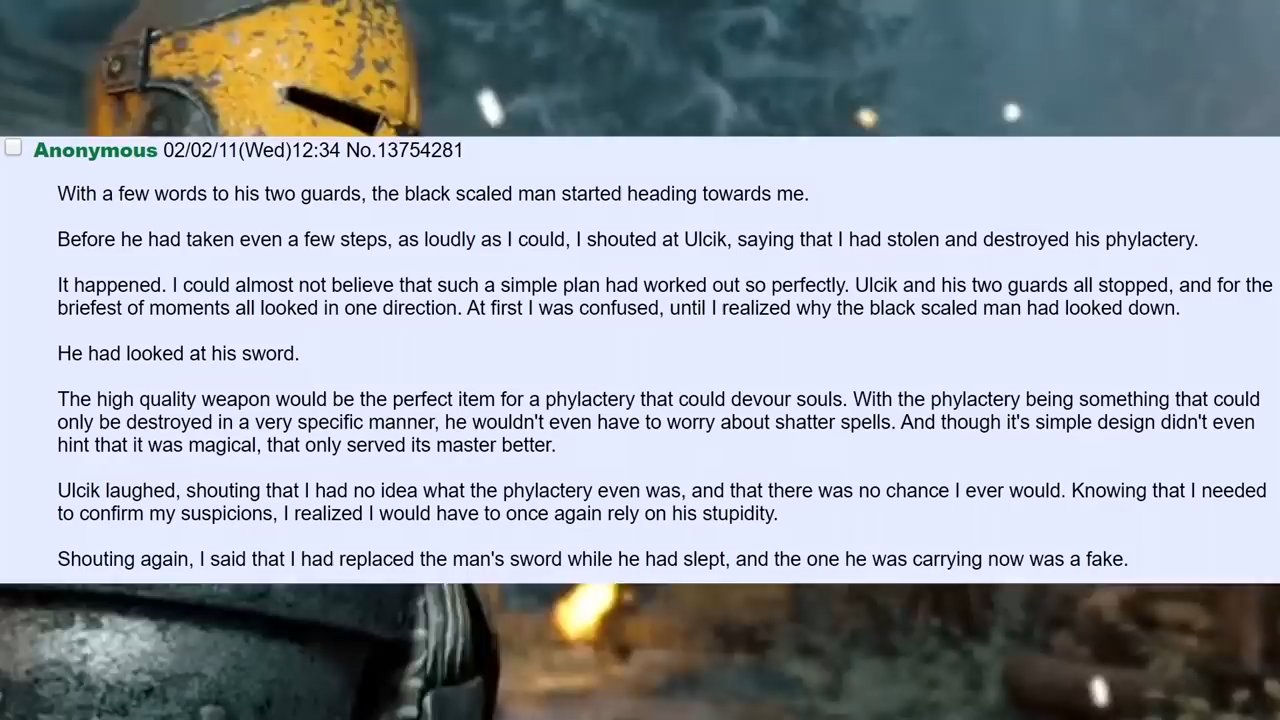 Anonymous 02/02/11(Wed)12:34 No.13754281
With a few words to his two guards, the black scaled man started heading towards me.
Before he had taken even a few steps, as loudly as I could, I shouted at Ulcik, saying that I had stolen and destroyed his phylactery.
It happened. I could almost not believe that such a simple plan had worked out so perfectly. Ulcik and his two guards all stopped, and for the
briefest of moments all looked in one direction. At first I was confused, until I realized why the black scaled man had looked down.
He had looked at his sword.
The high quality weapon would be the perfect item for a phylactery that could devour souls. With the phylactery being something that could
only be destroyed in a very specific manner, he wouldn't even have to worry about shatter spells. And though it's simple design didn't even
hint that it was magical, that only served its master better.
Ulcik laughed, shouting that I had no idea what the phylactery even was, and that there was no chance I ever would. Knowing that I needed
to confirm my suspicions, I realized I would have to once again rely on his stupidity.
Shouting again, I said that I had replaced the man's sword while he had slept, and the one he was carrying now was a fake.